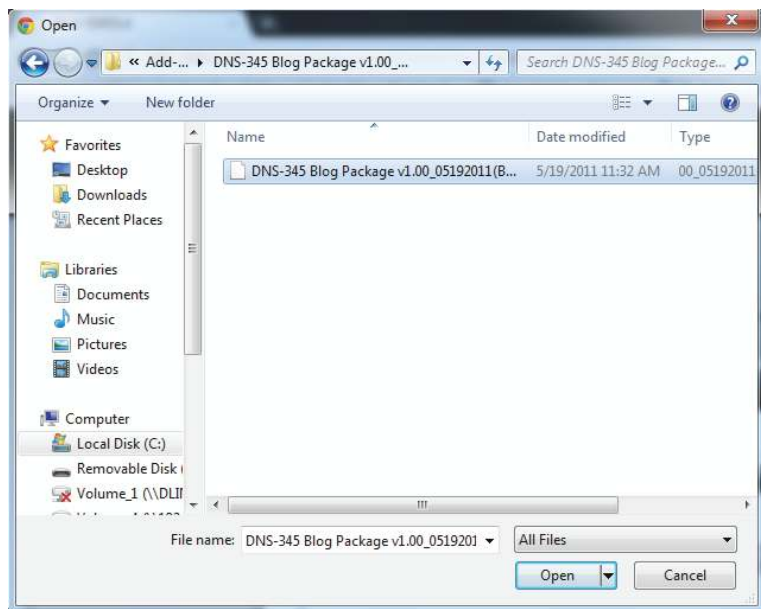 Open
« Add-... ▸ DNS-345 Blog Package v1.00_...
Search DNS-345 Blog Package...
Organize
New folder
Name
Date modified
Type
Favorites
Desktop
Downloads
Recent Places
Libraries
Documents
Music
Pictures
Videos
Computer
Local Disk (C:)
Removable Disk
Volume_1 (\\DLI
DNS-345 Blog Package v1.00_05192011(B... 5/19/2011 11:32 AM 00_05192011
File name: DNS-345 Blog Package v1.00_0519201
All Files
Open
Cancel